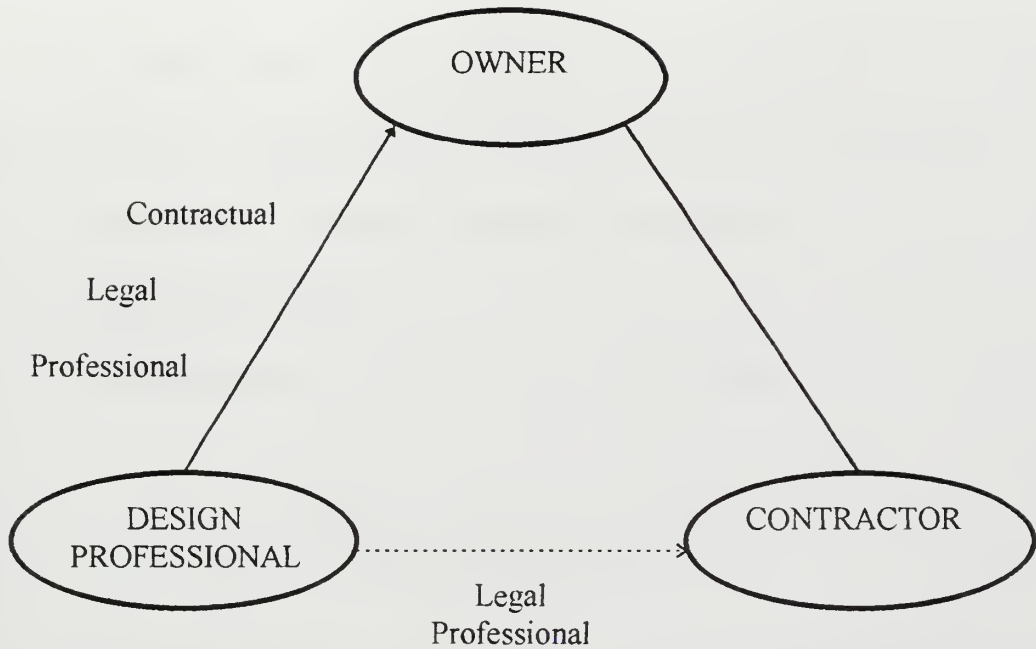 OWNER
Contractual
Legal
Professional
DESIGN
PROFESSIONAL
CONTRACTOR
Legal
Professional